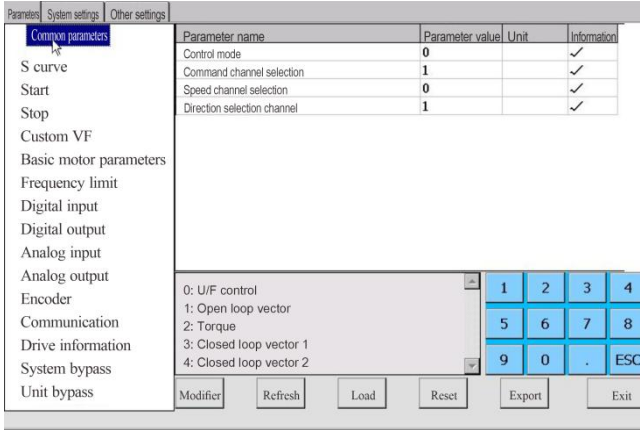 Parameters System settings Other settings
Common parameters
S curve
Start
Stop
Custom VF
Basic motor parameters
Frequency limit
Digital input
Digital output
Analog input
Analog output
Encoder
Communication
Drive information
System bypass
Unit bypass
Parameter name Parameter value Unit Information
Control mode 0 ✓
Command channel selection 1 ✓
Speed channel selection 0 ✓
Direction selection channel 1 ✓
0: U/F control
1: Open loop vector
2: Torque
3: Closed loop vector 1
4: Closed loop vector 2
1 2 3 4
5 6 7 8
9 0 . ESC
Modifier Refresh Load Reset Export Exit